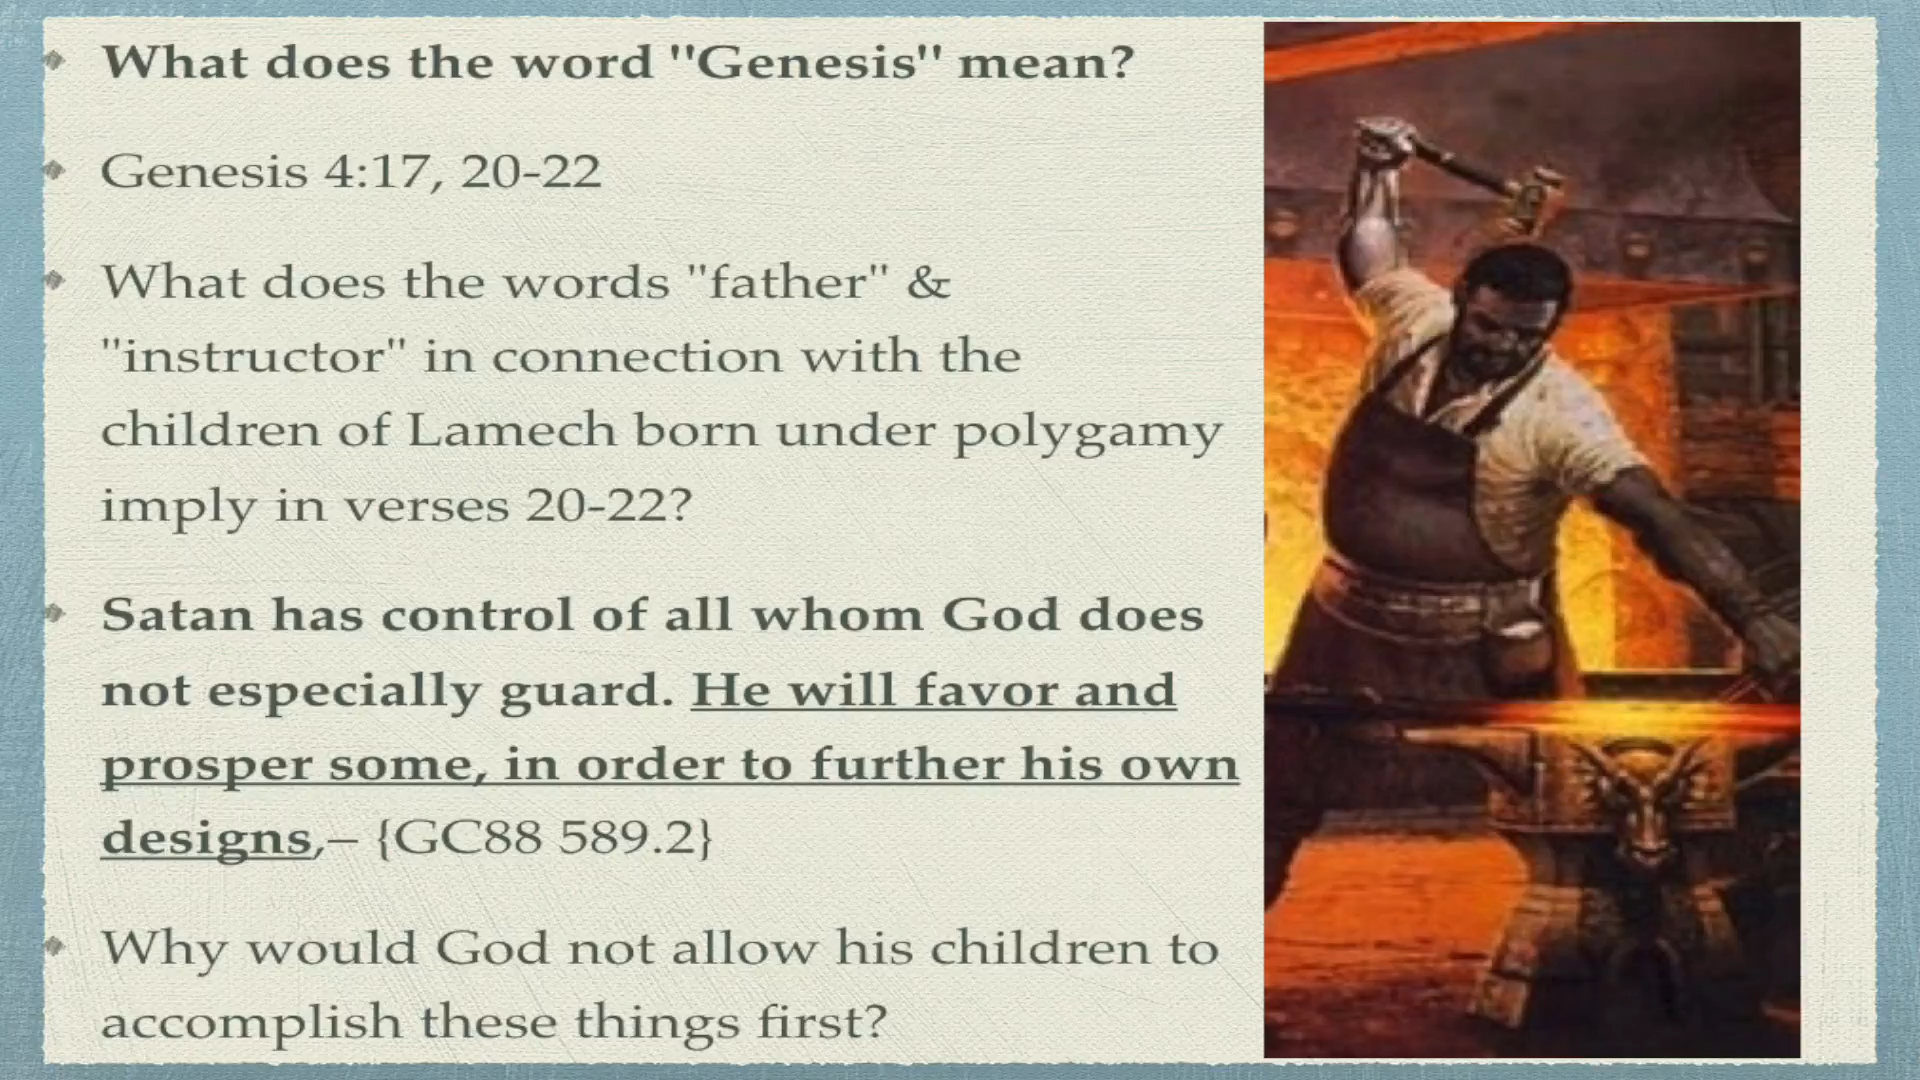 What does the word "Genesis" mean?
Genesis 4:17, 20-22
What does the words "father" &
"instructor" in connection with the
children of Lamech born under polygamy
imply in verses 20-22?
Satan has control of all whom God does
not especially guard. He will favor and
prosper some, in order to further his own
designs,– {GC88 589.2}
Why would God not allow his children to
accomplish these things first?